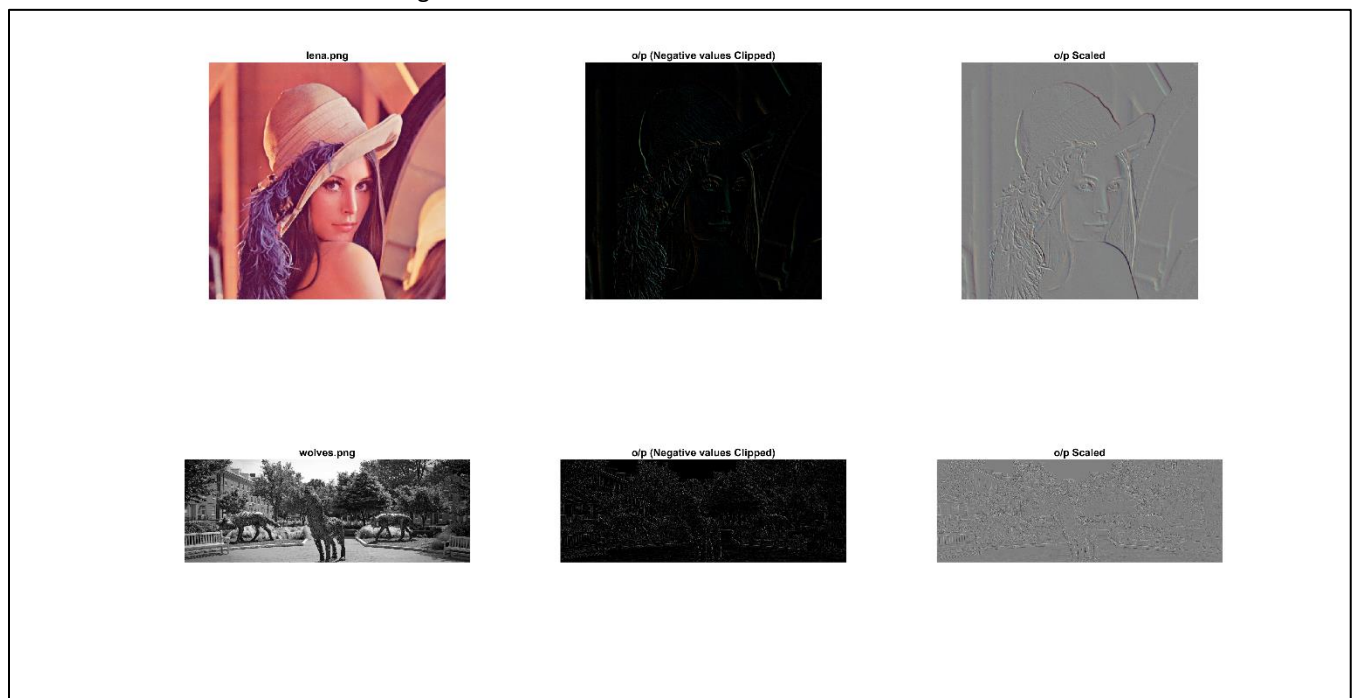 lena.png
o/p (Negative values Clipped)
o/p Scaled
wolves.png
o/p (Negative values Clipped)
o/p Scaled